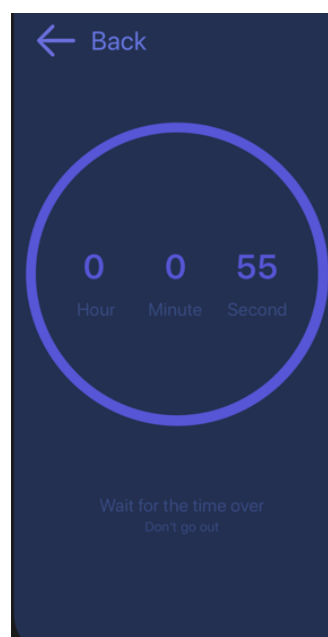 Back
0 0 55
Hour Minute Second
Wait for the time over
Don't go out